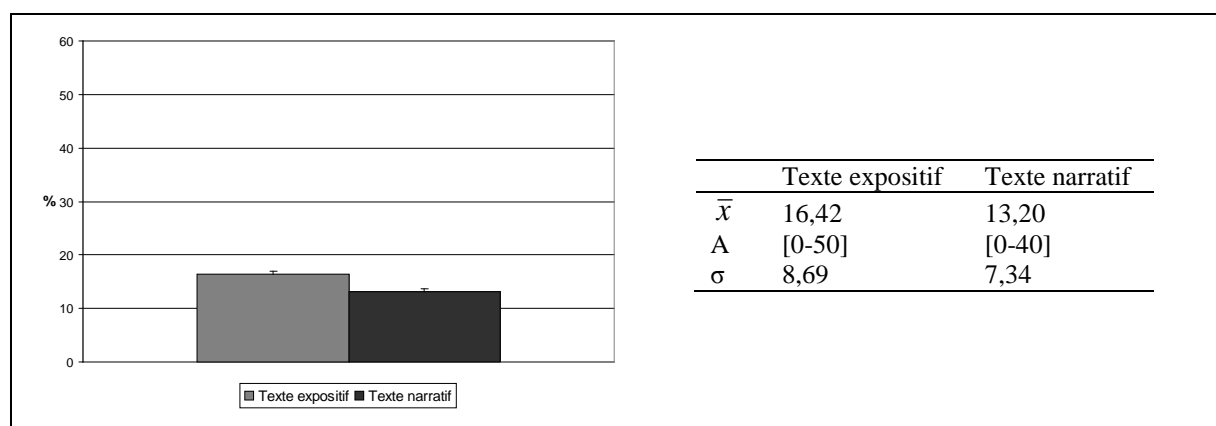 60
50
40
% 30
20
10
0
Texte expositif Texte narratif
Texte expositif Texte narratif
x̅ 16,42 13,20
A [0-50] [0-40]
σ 8,69 7,34